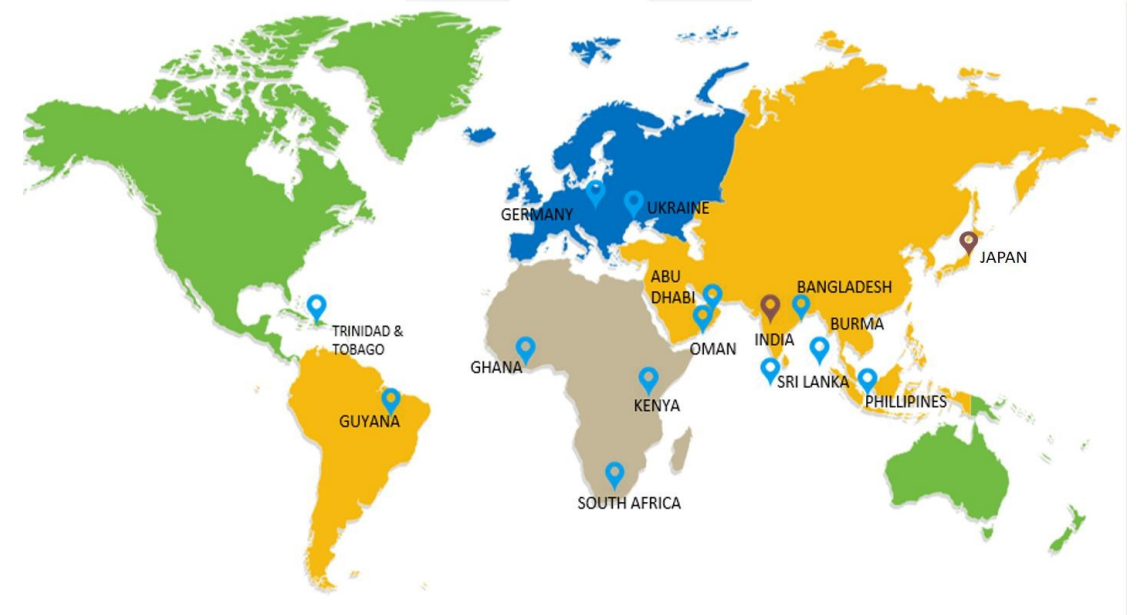 GERMANY
UKRAINE
JAPAN
ABU
DHABI
BANGLADESH
BURMA
TRINIDAD &
TOBAGO
INDIA
OMAN
GHANA
SRI LANKA
KENYA
PHILLIPINES
GUYANA
SOUTH AFRICA